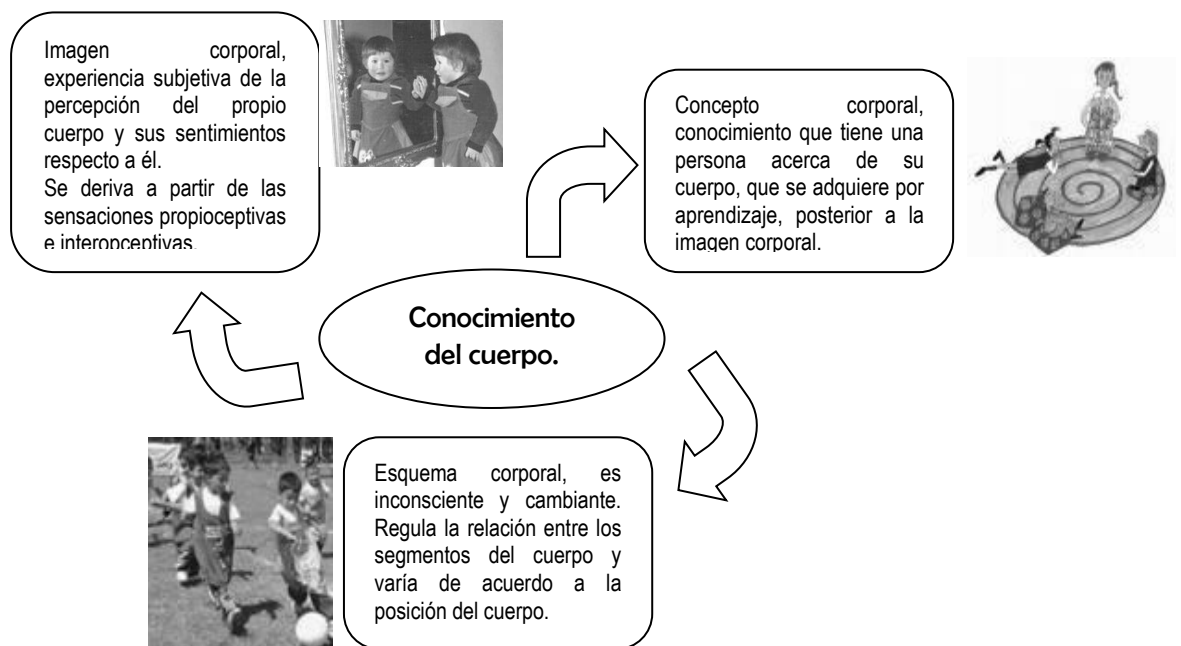 Imagen corporal,
experiencia subjetiva de la
percepción del propio
cuerpo y sus sentimientos
respecto a él.
Se deriva a partir de las
sensaciones propioceptivas
e interopceptivas.
Concepto corporal,
conocimiento que tiene una
persona acerca de su
cuerpo, que se adquiere por
aprendizaje, posterior a la
imagen corporal.
Conocimiento
del cuerpo.
Esquema corporal, es
inconsciente y cambiante.
Regula la relación entre los
segmentos del cuerpo y
varía de acuerdo a la
posición del cuerpo.